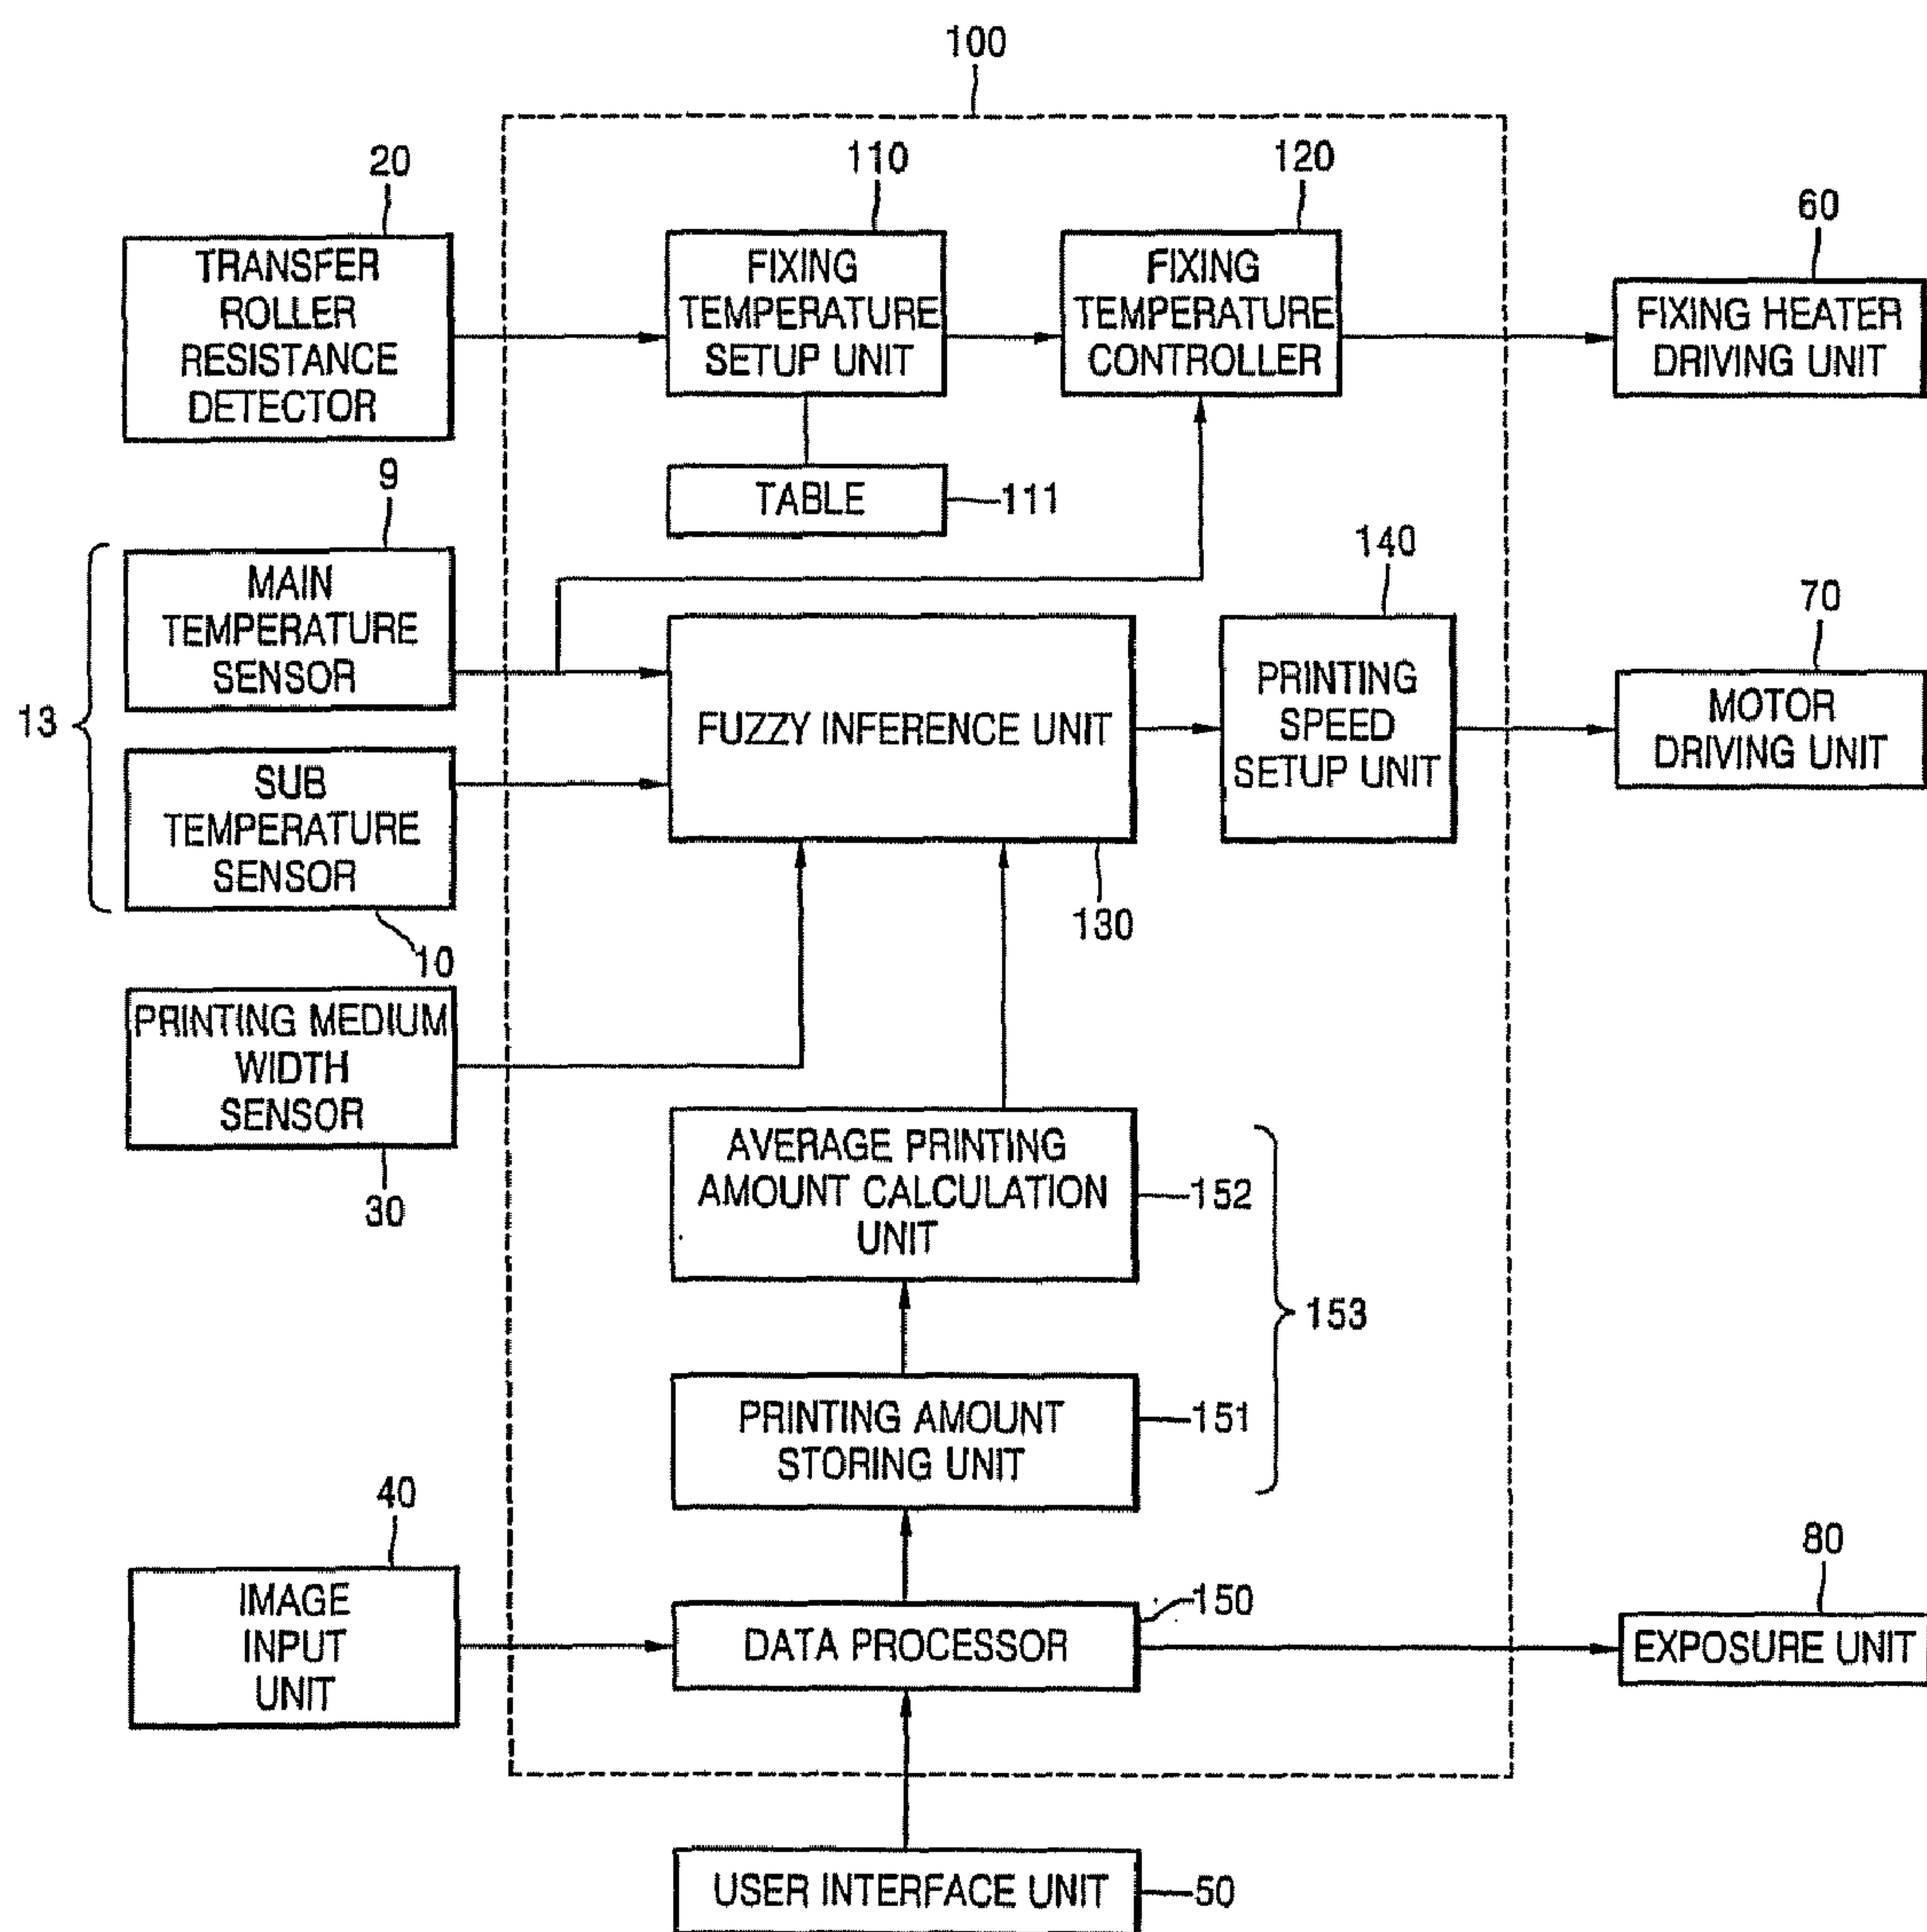 100
20
110
120
60
TRANSFER
ROLLER
RESISTANCE
DETECTOR
FIXING
TEMPERATURE
SETUP UNIT
FIXING
TEMPERATURE
CONTROLLER
FIXING HEATER
DRIVING UNIT
TABLE
111
9
13
MAIN
TEMPERATURE
SENSOR
140
70
FUZZY INFERENCE UNIT
PRINTING
SPEED
SETUP UNIT
MOTOR
DRIVING UNIT
SUB
TEMPERATURE
SENSOR
130
10
PRINTING MEDIUM
WIDTH
SENSOR
30
AVERAGE PRINTING
AMOUNT CALCULATION
UNIT
152
153
PRINTING AMOUNT
STORING UNIT
151
40
IMAGE
INPUT
UNIT
150
DATA PROCESSOR
80
EXPOSURE UNIT
USER INTERFACE UNIT
50